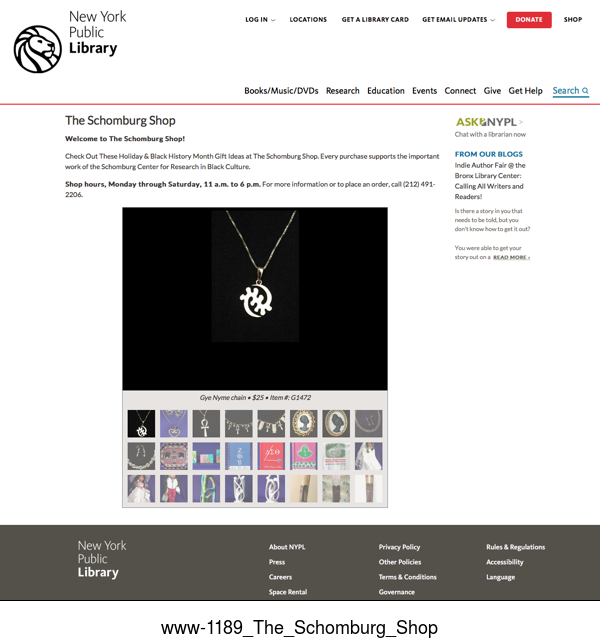 New York
Public
Library
LOG IN
LOCATIONS
GET A LIBRARY CARD
GET EMAIL UPDATES
DONATE
SHOP
Books/Music/DVDs
Research
Education
Events
Connect
Give
Get Help
Search
The Schomburg Shop
Welcome to The Schomburg Shop!
Check Out These Holiday & Black History Month Gift Ideas at The Schomburg Shop. Every purchase supports the important
work of the Schomburg Center for Research in Black Culture.
Shop hours, Monday through Saturday, 11 a.m. to 6 p.m. For more information or to place an order, call (212) 491-
2206.
Gye Nyme chain • $25 • Item #: G1472
ASK NYPL >
Chat with a librarian now
FROM OUR BLOGS
Indie Author Fair @ the
Bronx Library Center:
Calling All Writers and
Readers!
Is there a story in you that
needs to be told, but you
don't know how to get it out?
You were able to get your
story out on a READ MORE ›
New York
Public
Library
About NYPL
Press
Careers
Space Rental
Privacy Policy
Other Policies
Terms & Conditions
Governance
Rules & Regulations
Accessibility
Language
www-1189_The_Schomburg_Shop